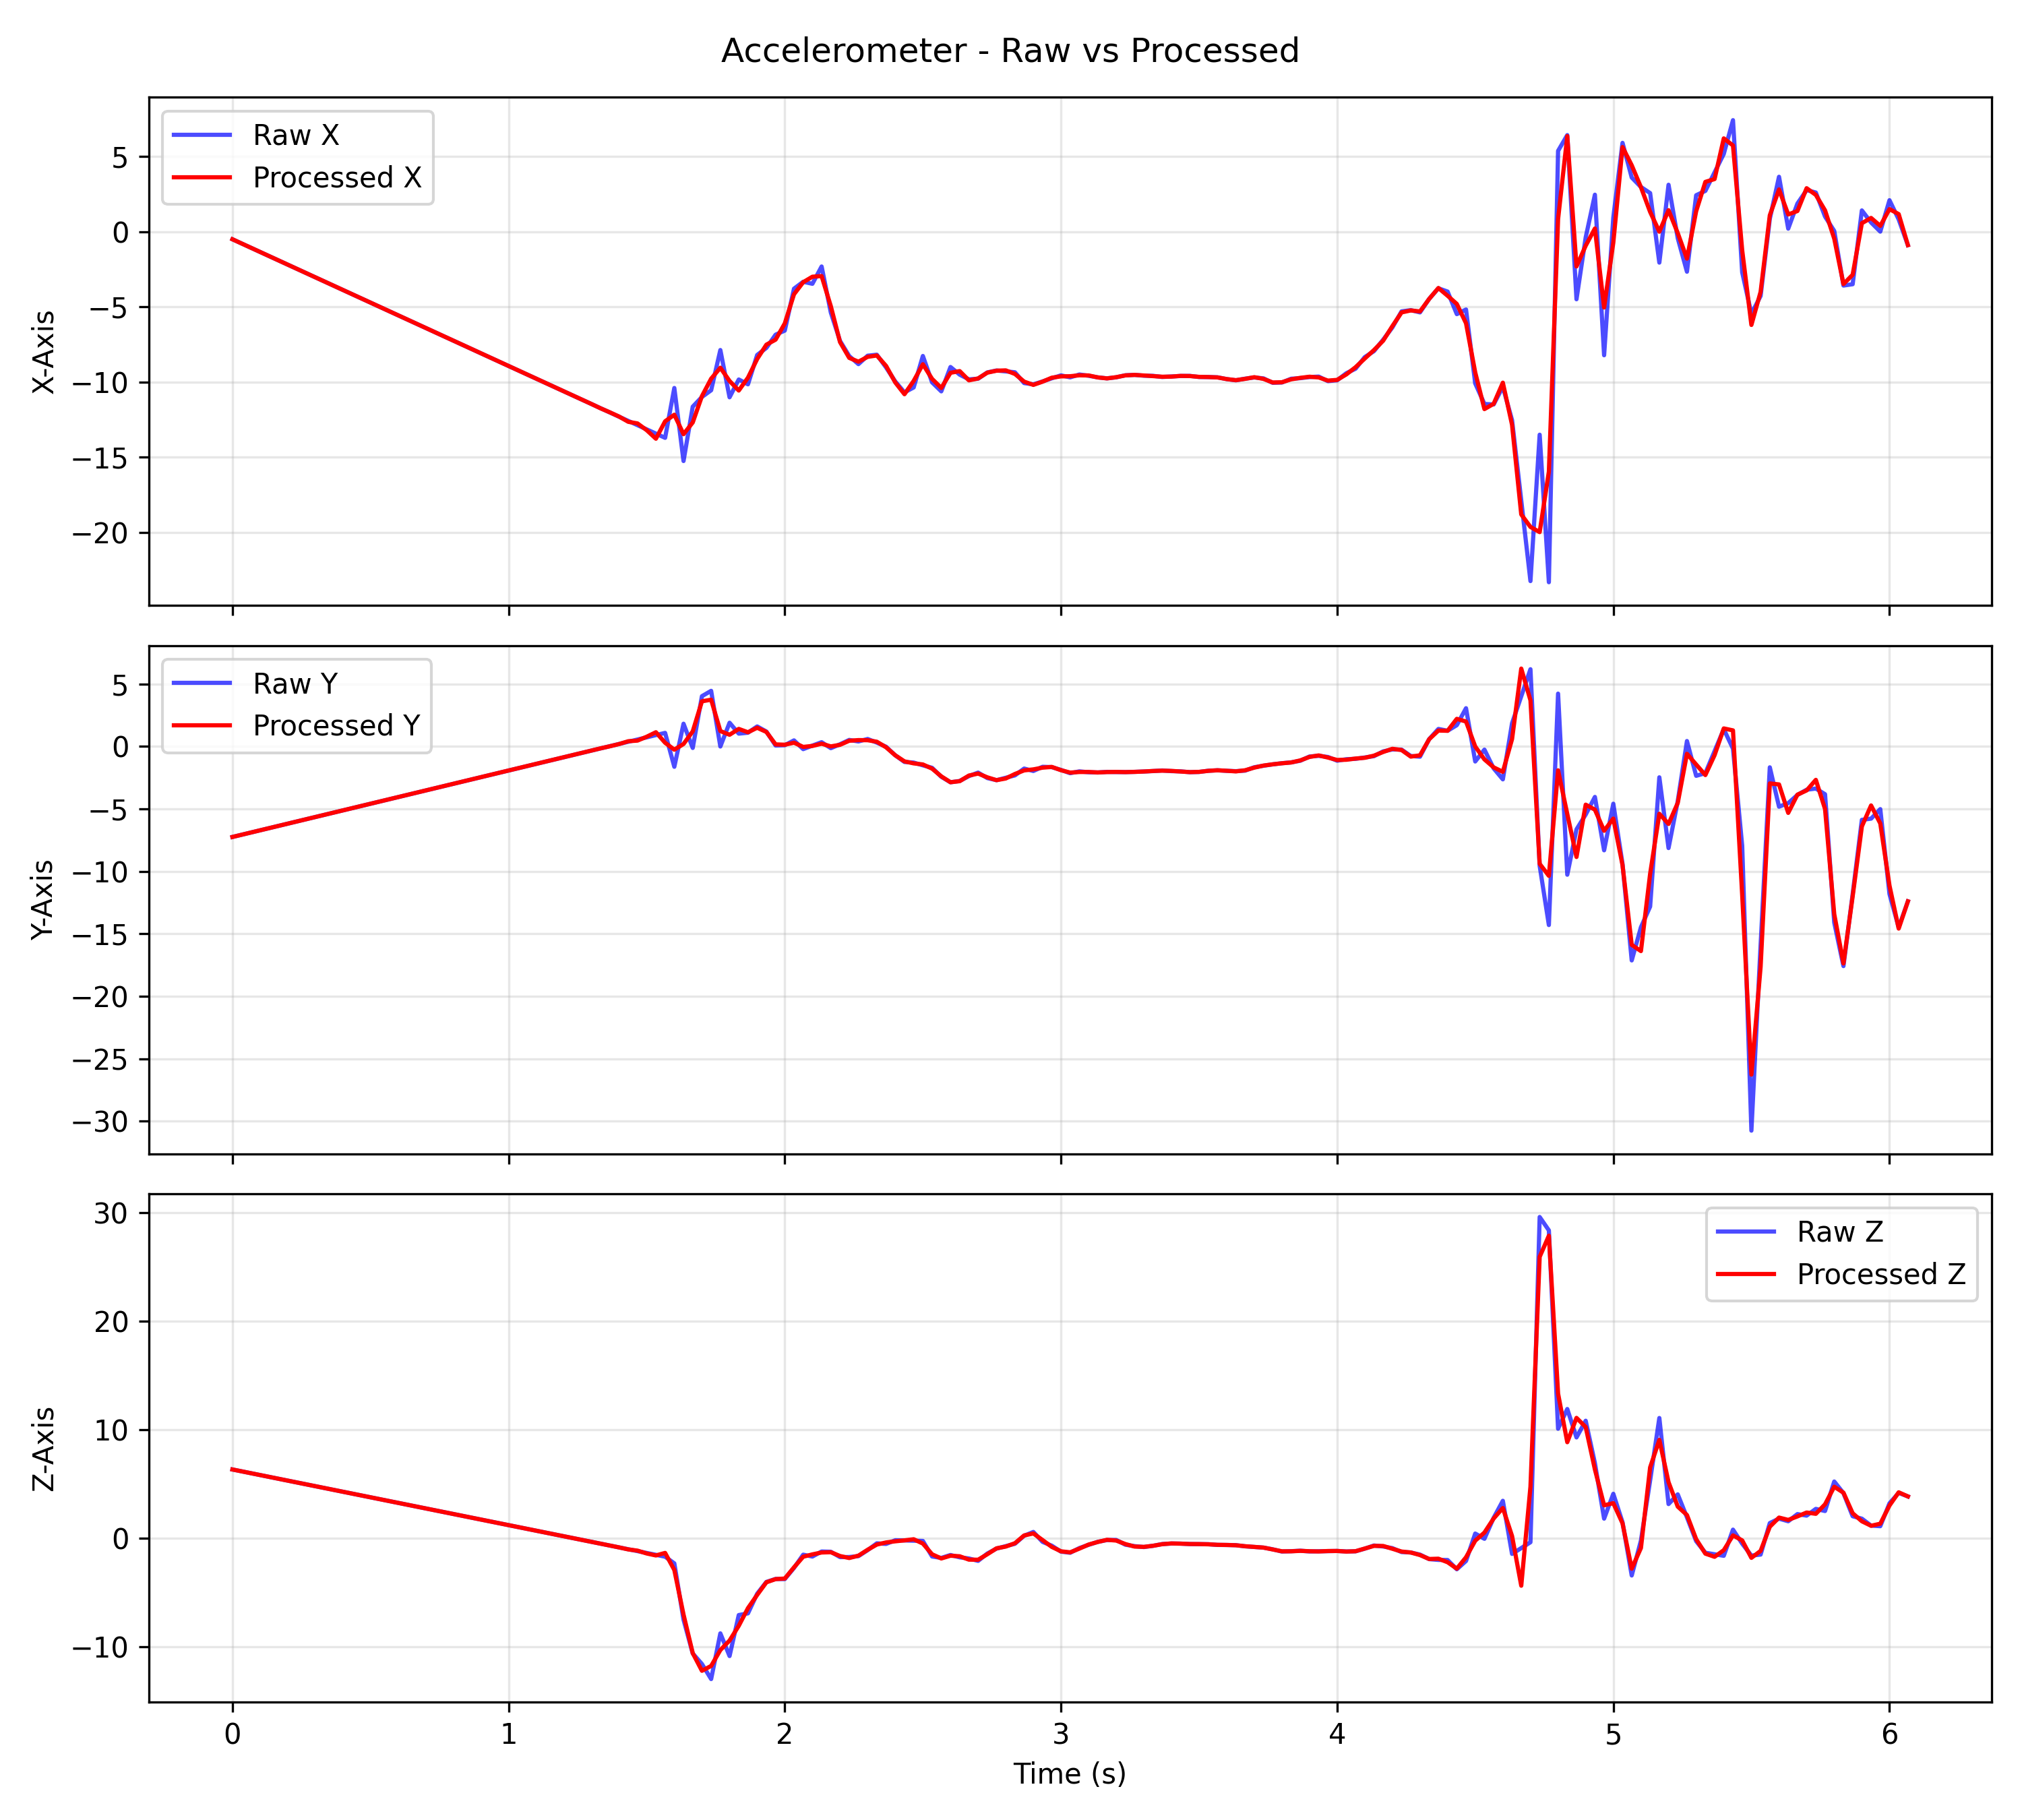 Accelerometer - Raw vs Processed
Raw X
Processed X
5
0
−5
−10
−15
−20
X-Axis
Raw Y
Processed Y
5
0
−5
−10
−15
−20
−25
−30
Y-Axis
Raw Z
Processed Z
30
20
10
0
−10
Z-Axis
0 1 2 3 4 5 6
Time (s)